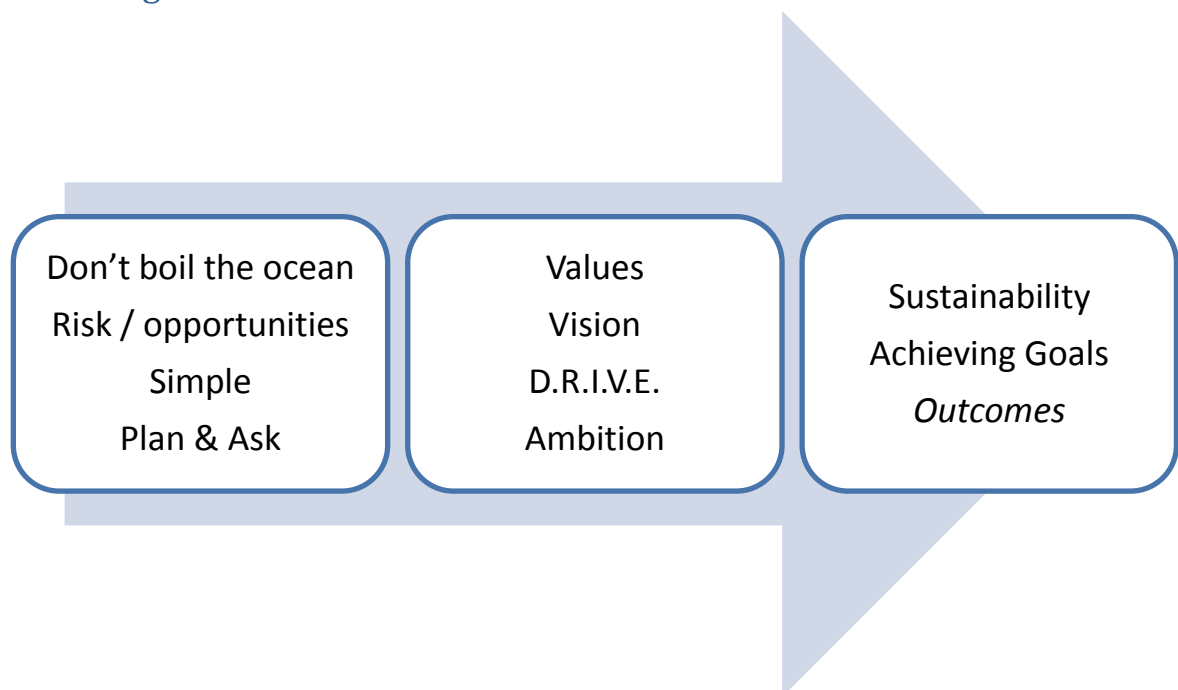 Don’t boil the ocean
Risk / opportunities
Simple
Plan & Ask
Values
Vision
D.R.I.V.E.
Ambition
Sustainability
Achieving Goals
Outcomes